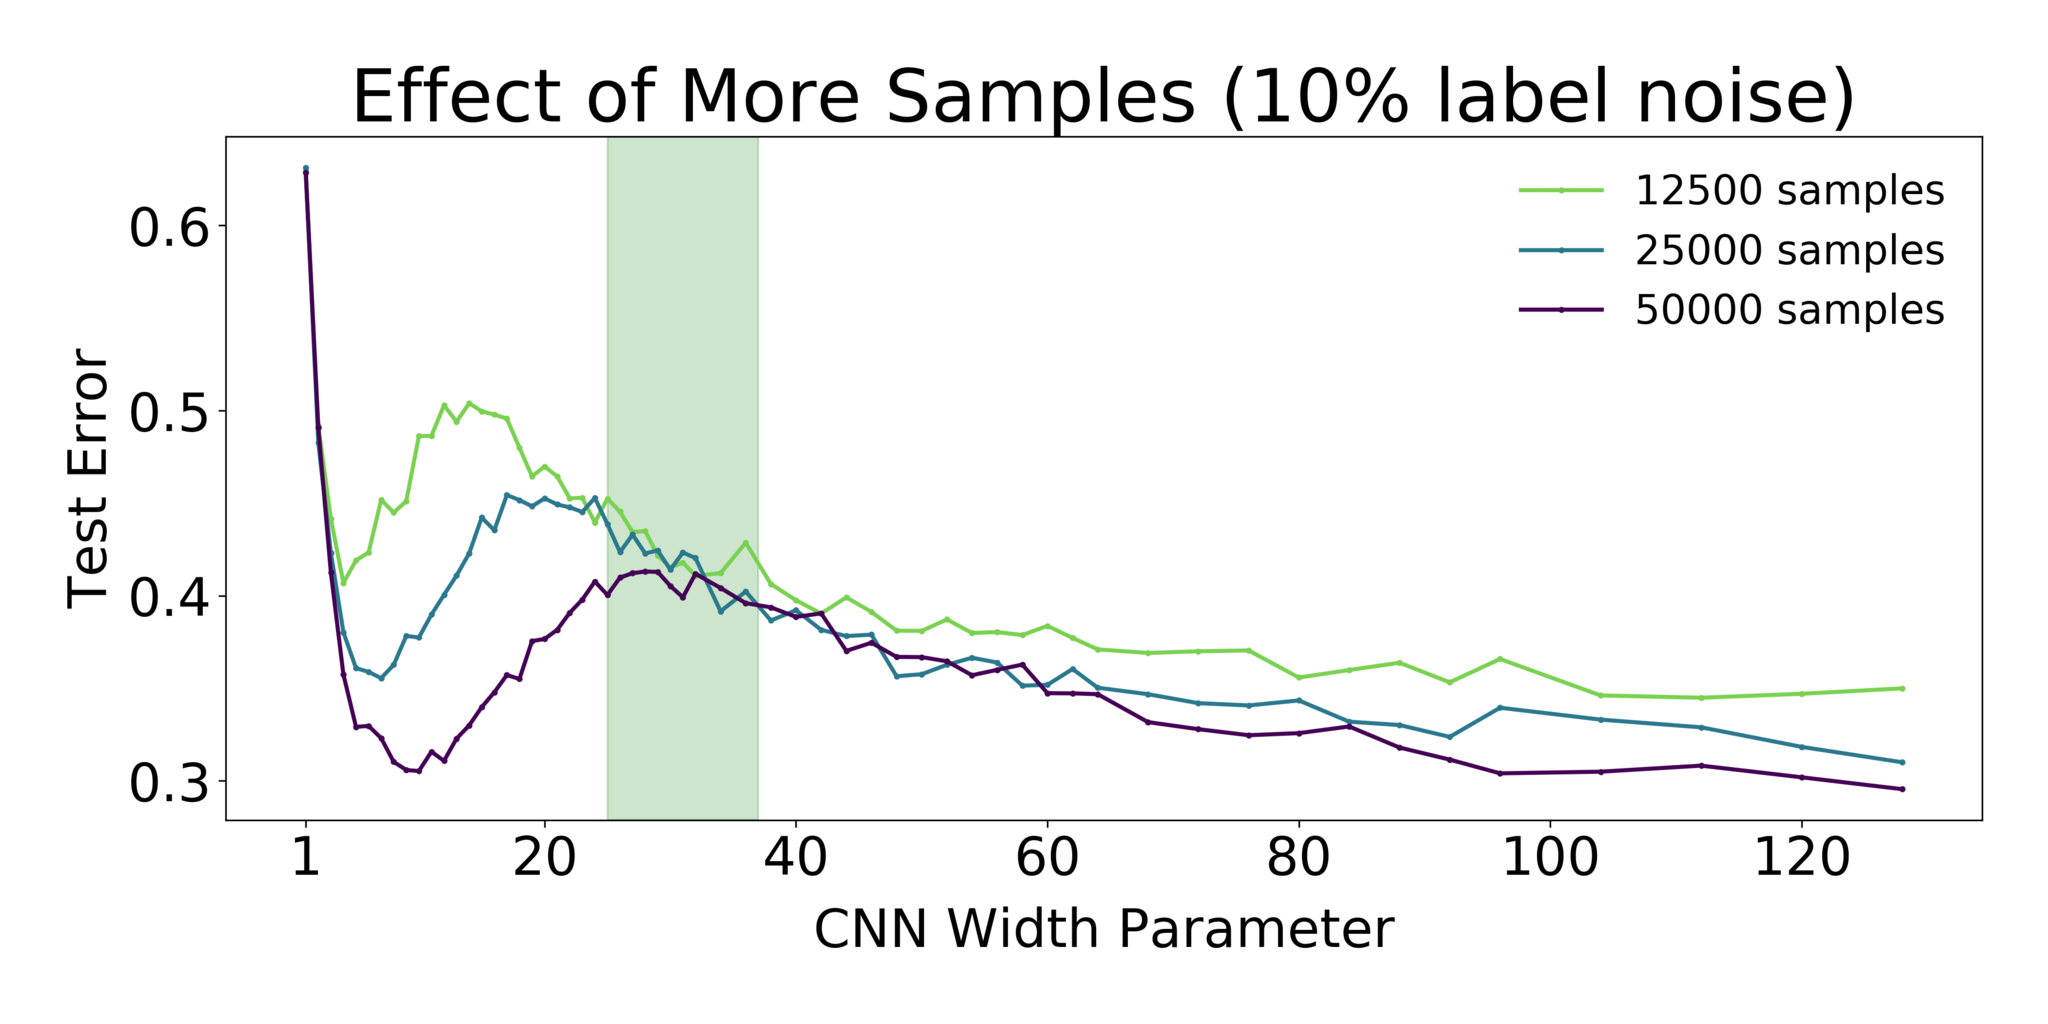 Effect of More Samples (10% label noise)
12500 samples
25000 samples
50000 samples
0.6
0.5
0.4
0.3
Test Error
1 20 40 60 80 100 120
CNN Width Parameter